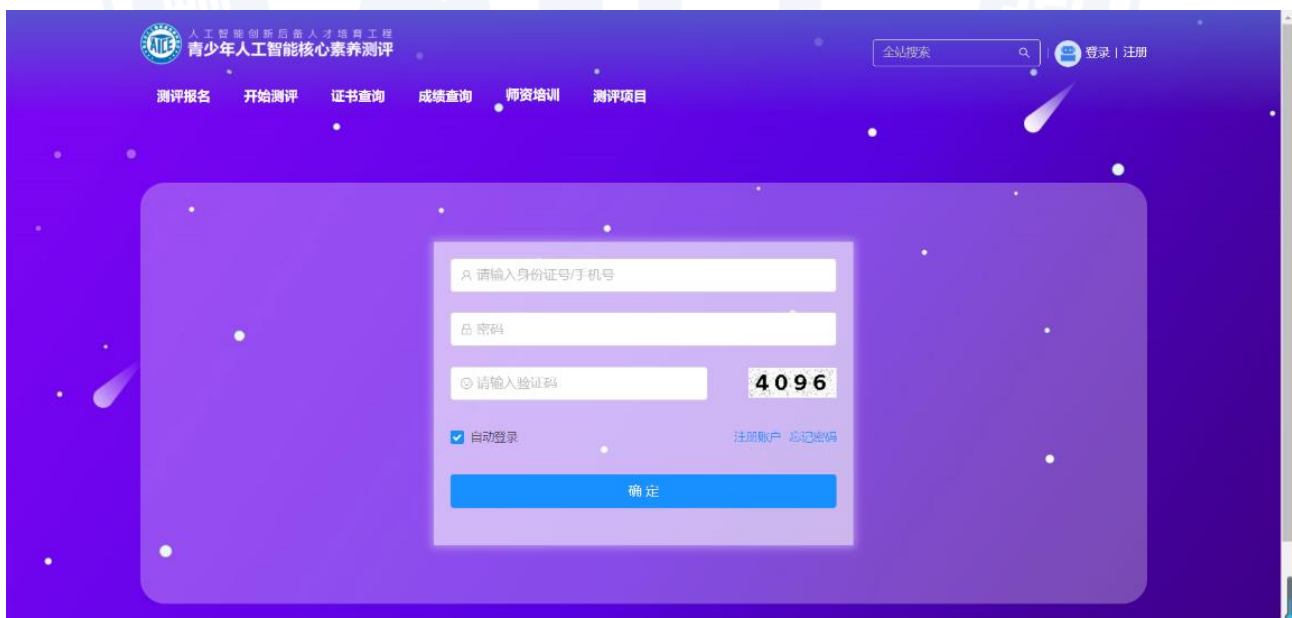 人工智能创新后备人才培育工程
AICE 青少年人工智能核心素养测评
全站搜索 登录 | 注册
测评报名 开始测评 证书查询 成绩查询 师资培训 测评项目
请输入身份证号/手机号
密码
请输入验证码 4096
自动登录 注册账户 忘记密码
确定